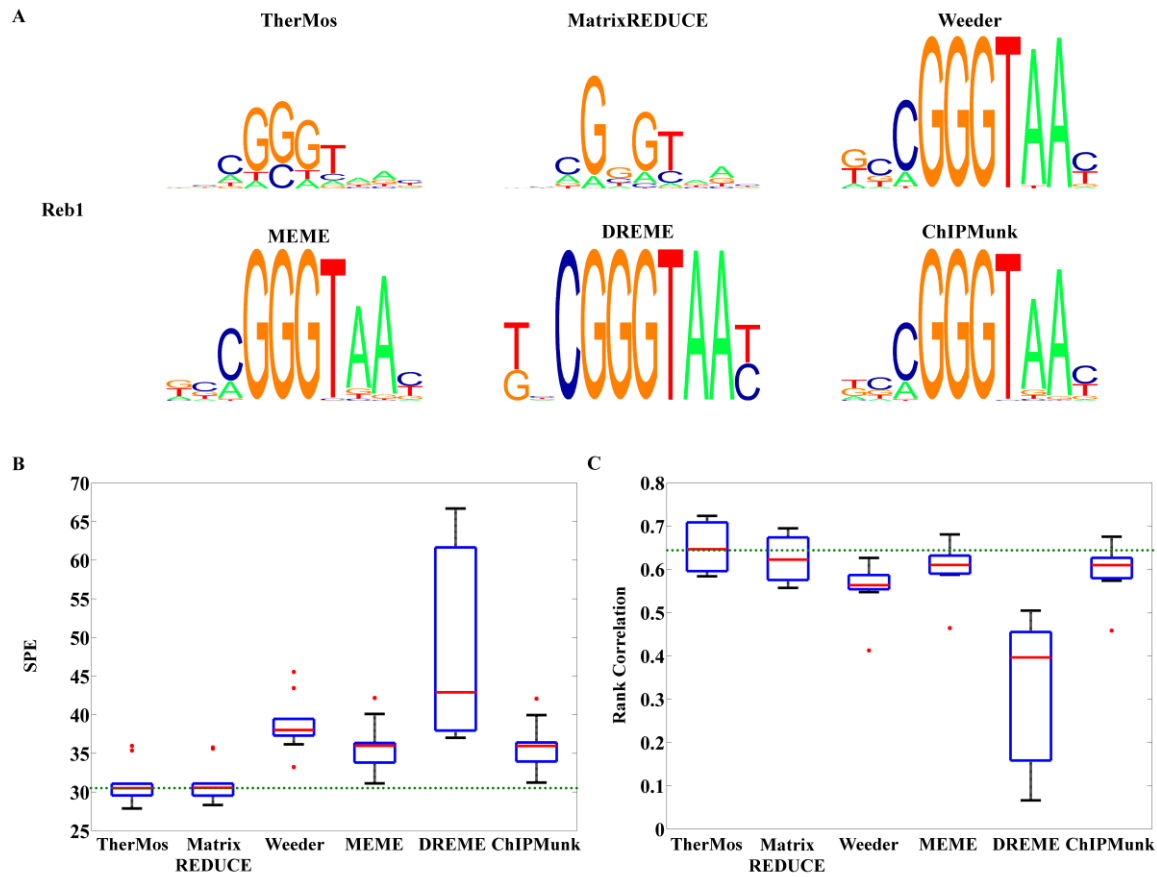 A
TherMos MatrixREDUCE Weeder
Reb1
MEME DREME ChIPMunk
B
70
65
60
55
50
45
40
35
30
25
SPE
TherMos Matrix REDUCE Weeder MEME DREME ChIPMunk
C
0.8
0.7
0.6
0.5
0.4
0.3
0.2
0.1
0
Rank Correlation
TherMos Matrix REDUCE Weeder MEME DREME ChIPMunk